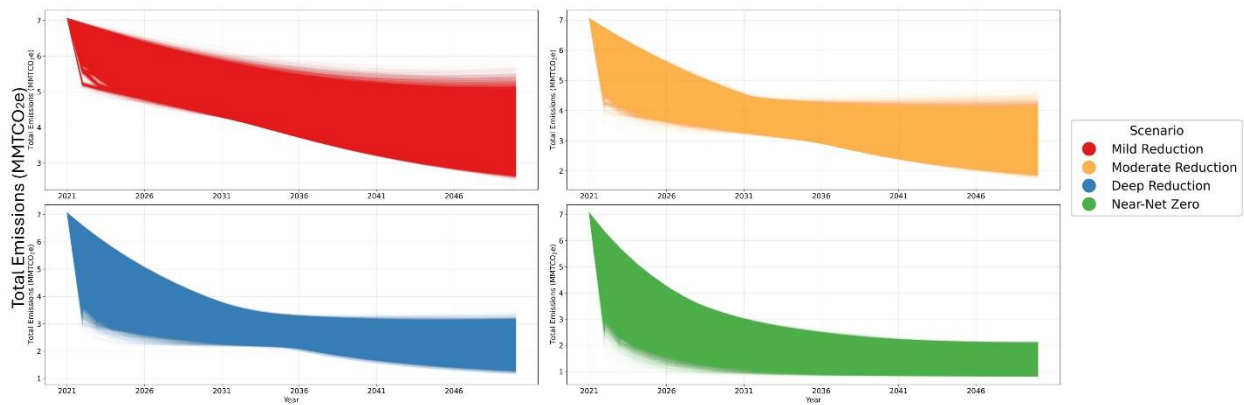 Total Emissions (MMTCO₂e)
Total Emissions (MMTCO₂e)
7
6
5
4
3
2021 2026 2031 2036 2041 2046
Total Emissions (MMTCO₂e)
7
6
5
4
3
2
2021 2026 2031 2036 2041 2046
Total Emissions (MMTCO₂e)
7
6
5
4
3
2
1
2021 2026 2031 2036 2041 2046
Year
Total Emissions (MMTCO₂e)
7
6
5
4
3
2
1
2021 2026 2031 2036 2041 2046
Year
Scenario
Mild Reduction
Moderate Reduction
Deep Reduction
Near-Net Zero